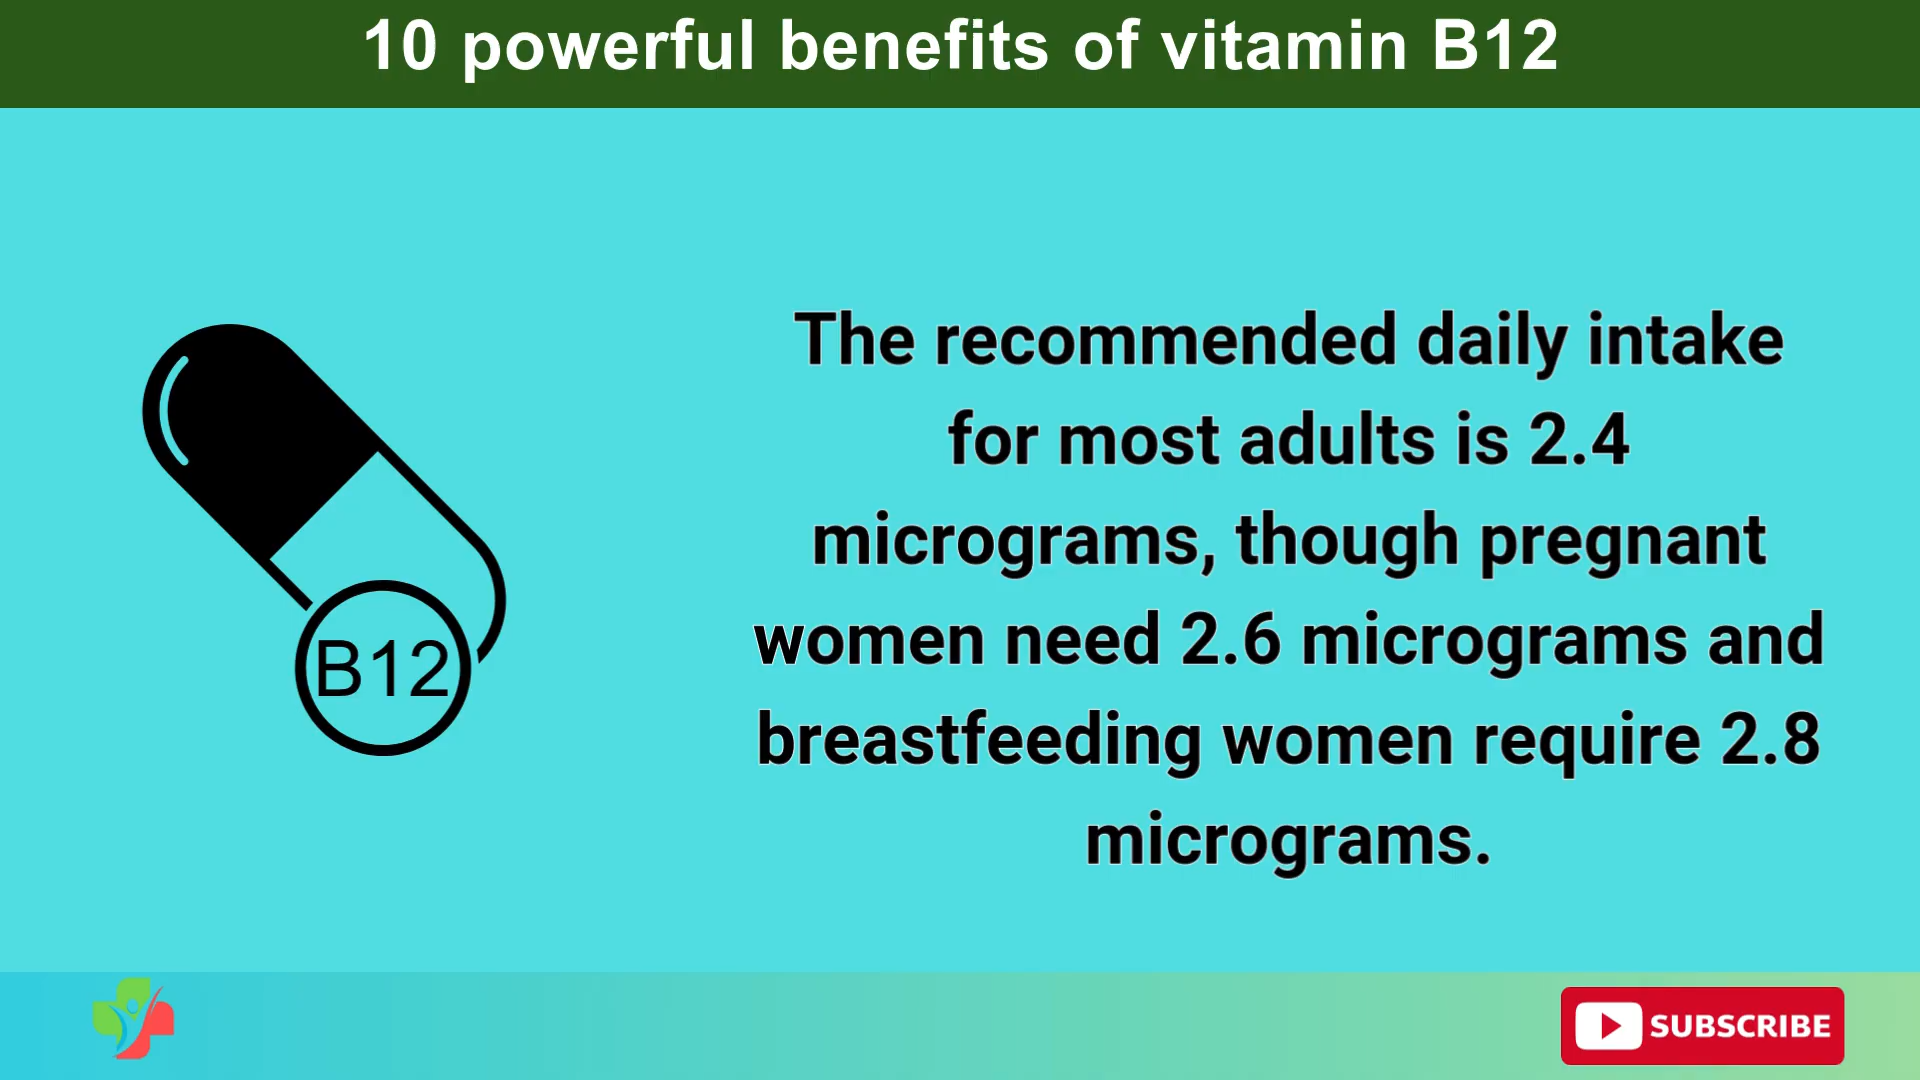 10 powerful benefits of vitamin B12
The recommended daily intake
for most adults is 2.4
micrograms, though pregnant
women need 2.6 micrograms and
breastfeeding women require 2.8
micrograms.
B12
SUBSCRIBE